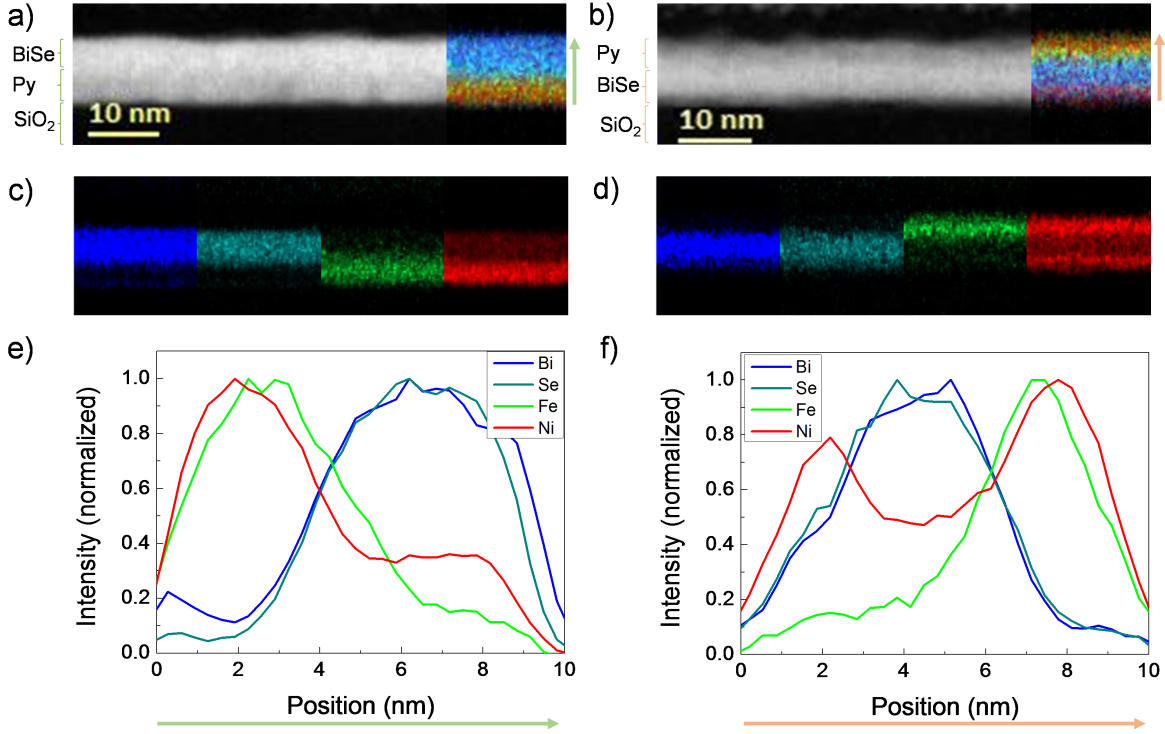 a)
BiSe
Py
SiO2
10 nm
b)
Py
BiSe
SiO2
10 nm
c)
d)
e)
Intensity (normalized)
1.0
0.8
0.6
0.4
0.2
0.0
Bi
Se
Fe
Ni
0 2 4 6 8 10
Position (nm)
f)
Intensity (normalized)
1.0
0.8
0.6
0.4
0.2
0.0
Bi
Se
Fe
Ni
0 2 4 6 8 10
Position (nm)